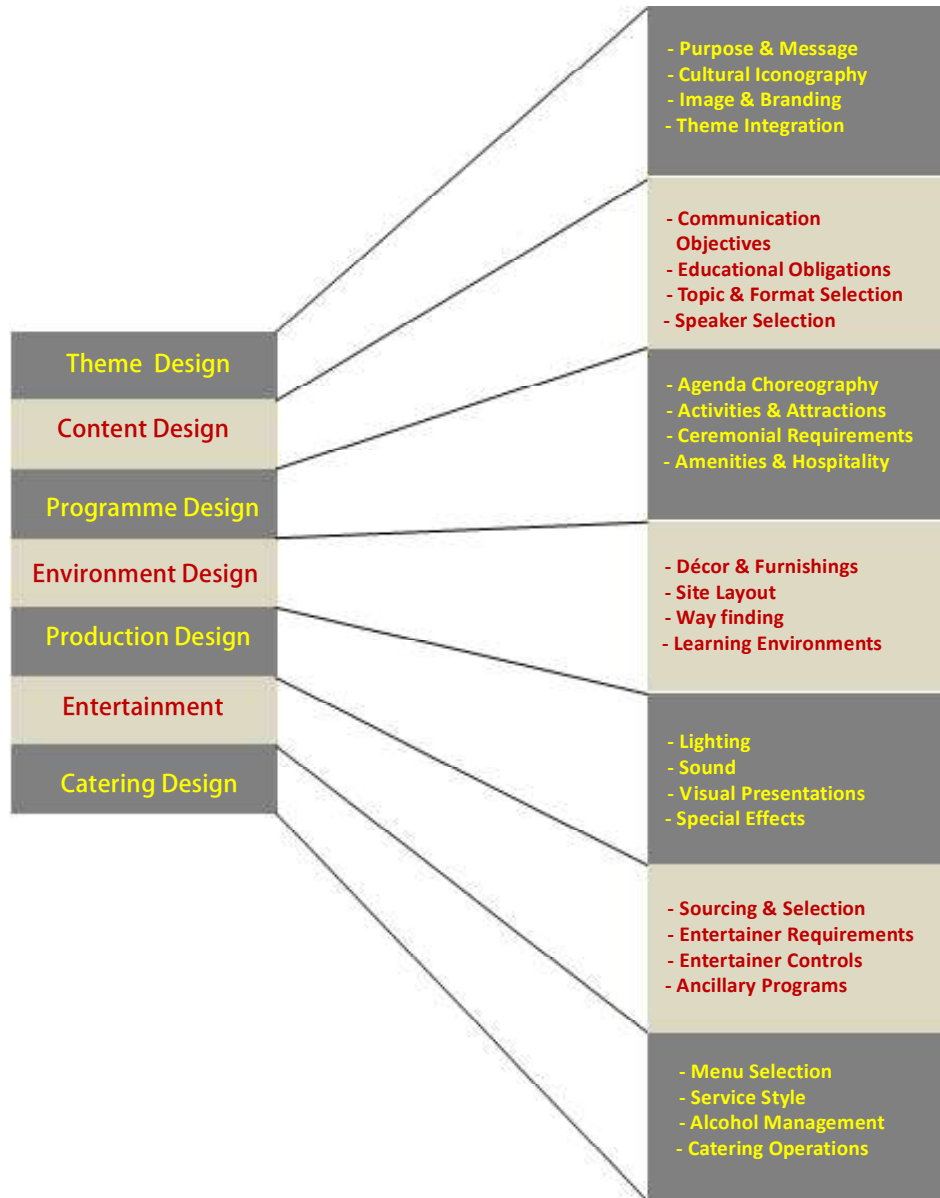 Theme Design
Content Design
Programme Design
Environment Design
Production Design
Entertainment
Catering Design
- Purpose & Message
- Cultural Iconography
- Image & Branding
- Theme Integration
- Communication
Objectives
- Educational Obligations
- Topic & Format Selection
- Speaker Selection
- Agenda Choreography
- Activities & Attractions
- Ceremonial Requirements
- Amenities & Hospitality
- Décor & Furnishings
- Site Layout
- Way finding
- Learning Environments
- Lighting
- Sound
- Visual Presentations
- Special Effects
- Sourcing & Selection
- Entertainer Requirements
- Entertainer Controls
- Ancillary Programs
- Menu Selection
- Service Style
- Alcohol Management
- Catering Operations